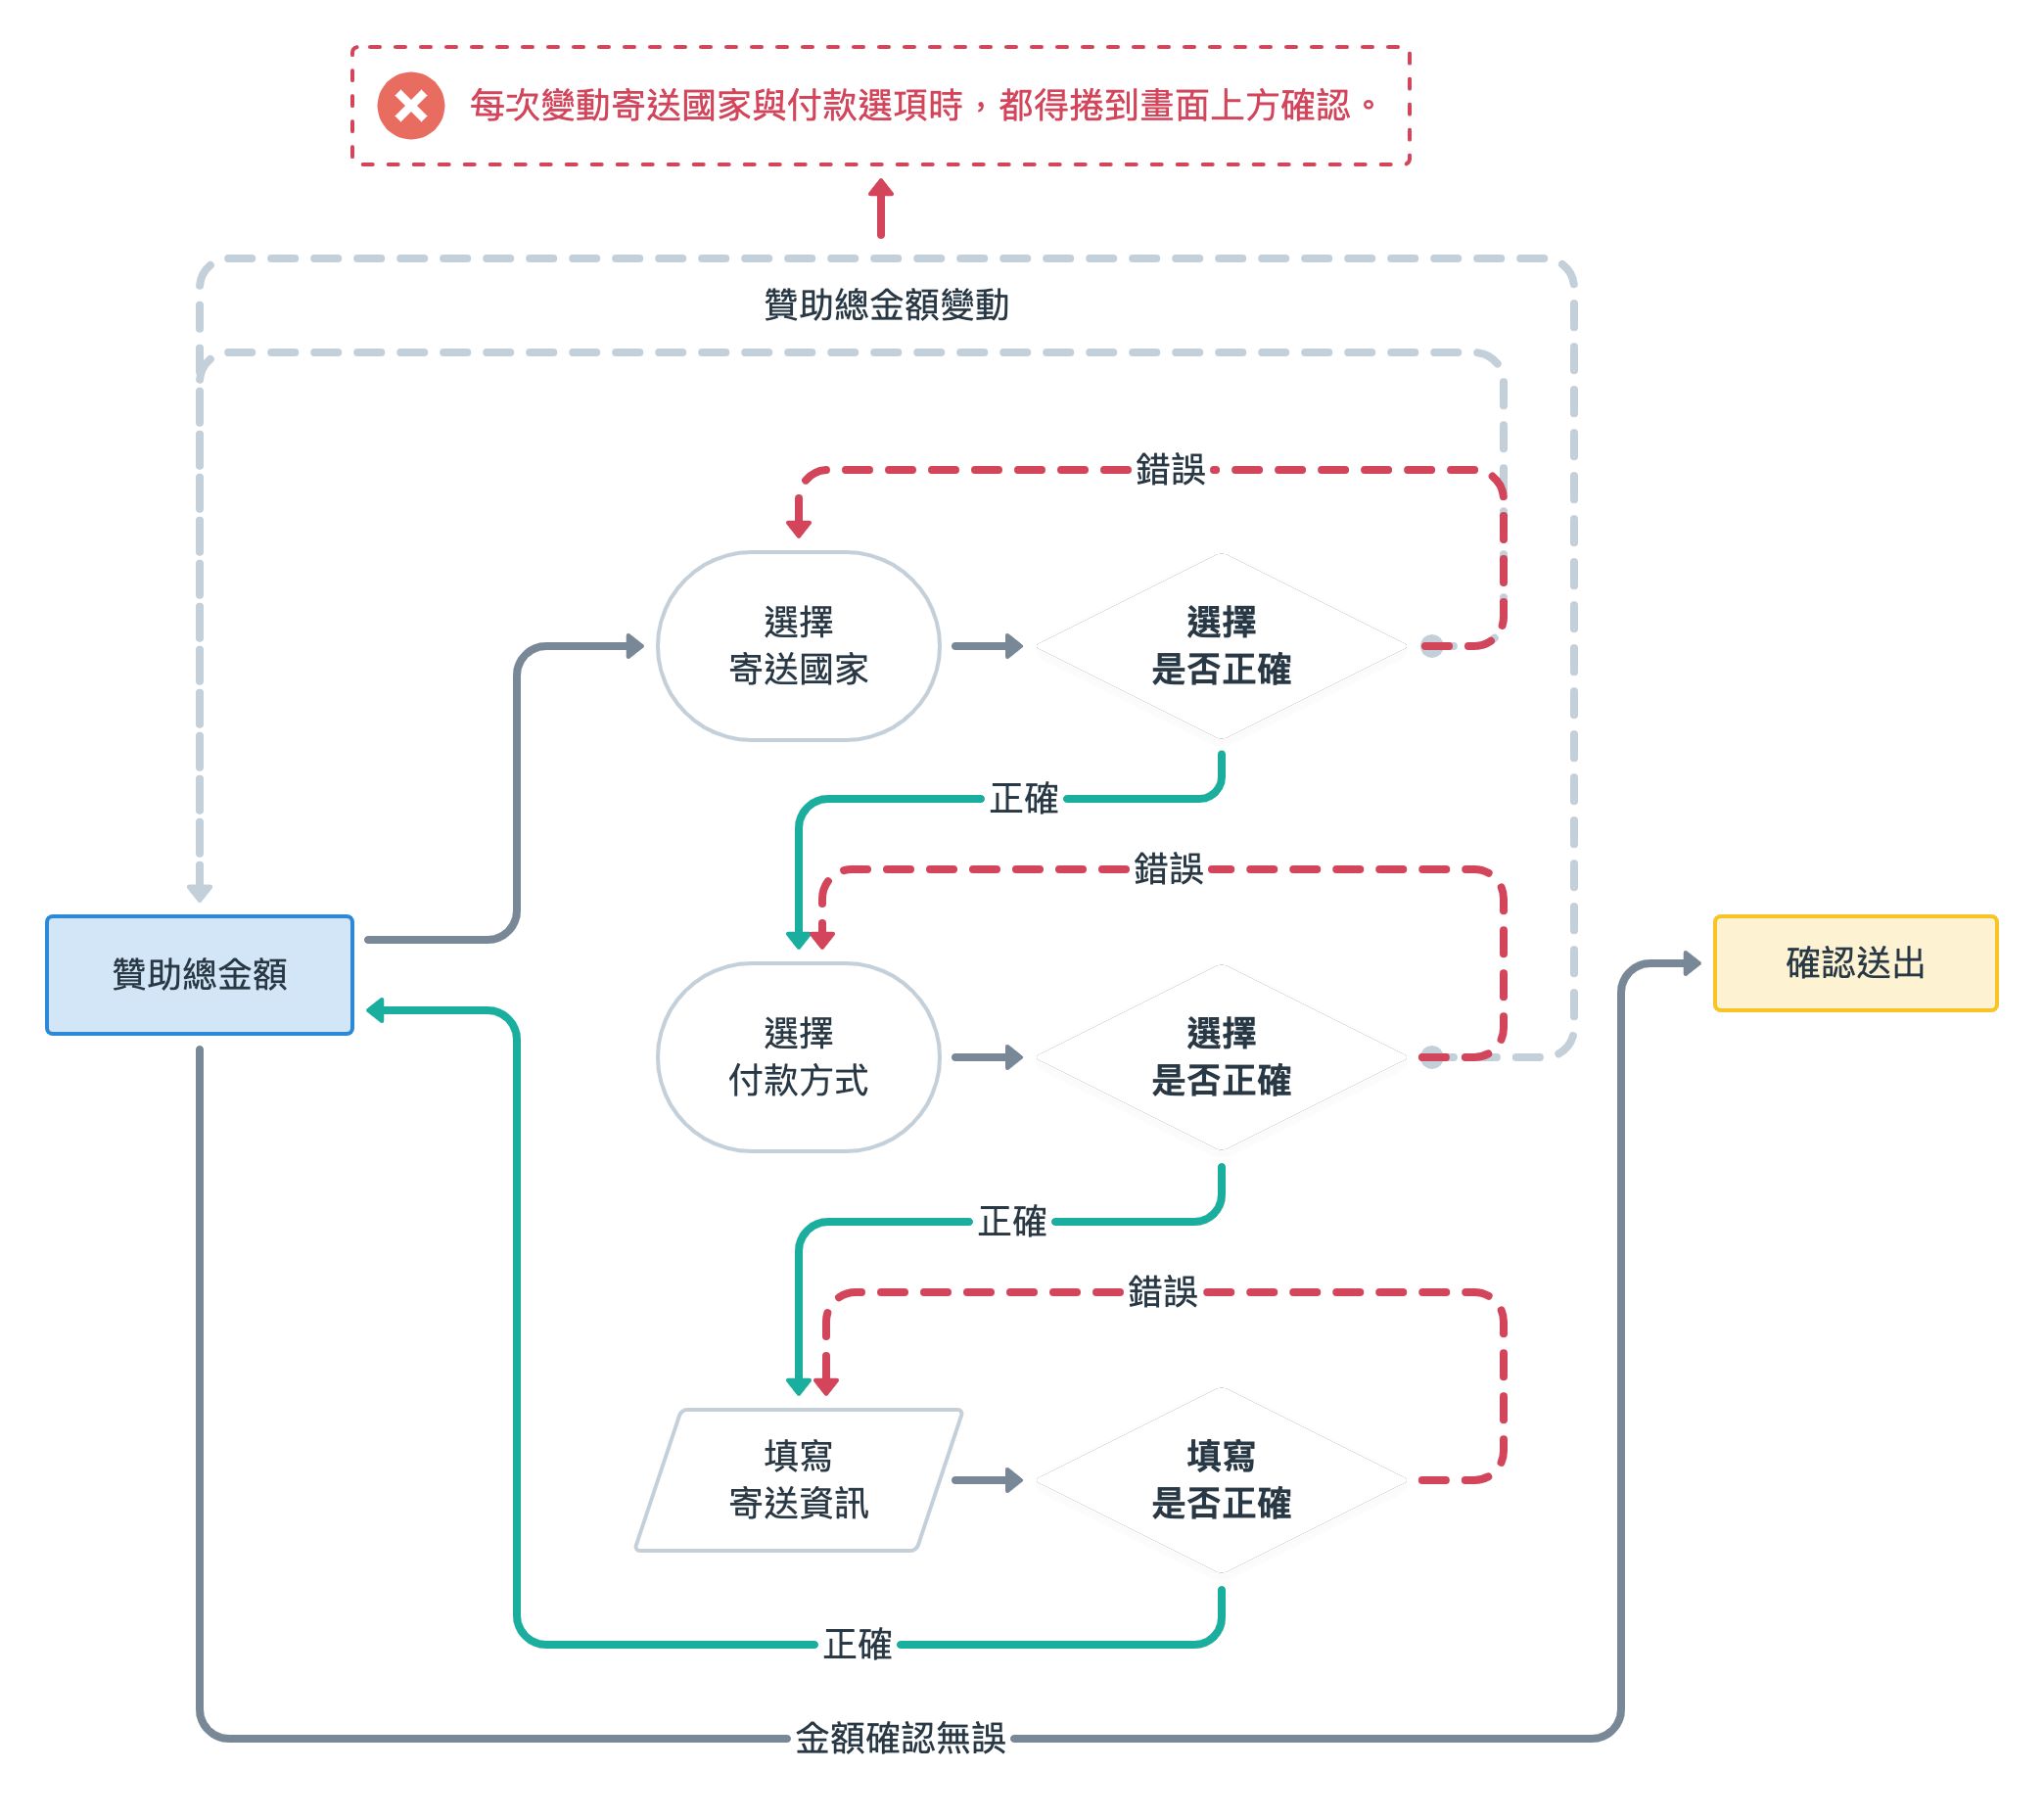 每次變動寄送國家與付款選項時，都得捲到畫面上方確認。
贊助總金額變動
錯誤
選擇
寄送國家
選擇
是否正確
正確
錯誤
贊助總金額
選擇
付款方式
選擇
是否正確
確認送出
正確
錯誤
填寫
寄送資訊
填寫
是否正確
正確
金額確認無誤